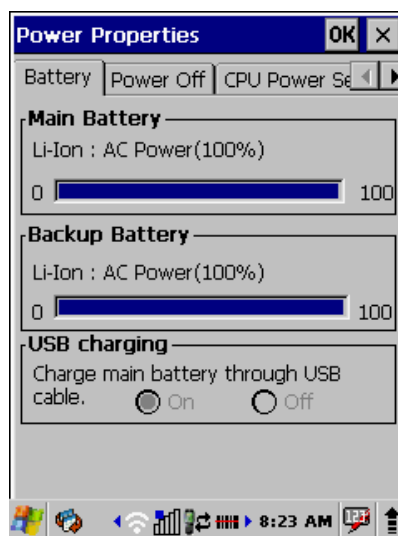 Power Properties OK ×
Battery Power Off CPU Power Se
Main Battery
Li-Ion : AC Power(100%)
0 100
Backup Battery
Li-Ion : AC Power(100%)
0 100
USB charging
Charge main battery through USB
cable. On Off
8:23 AM 123